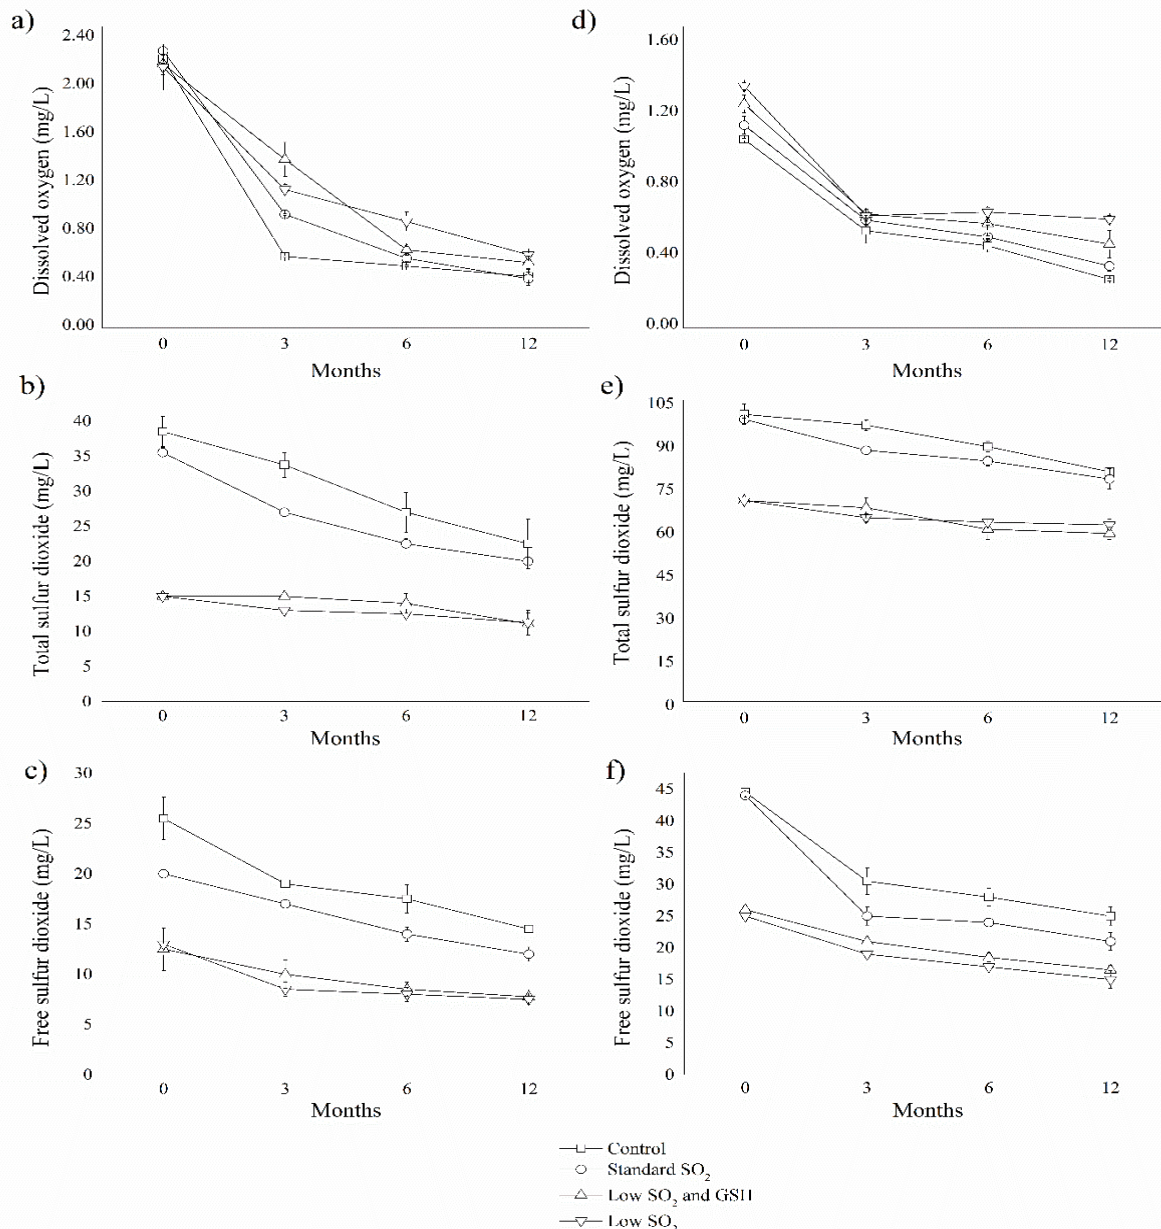 a)
Dissolved oxygen (mg/L)
2.40
2.00
1.60
1.20
0.80
0.40
0.00
0 3 6 12
Months
d)
Dissolved oxygen (mg/L)
1.60
1.20
0.80
0.40
0.00
0 3 6 12
Months
b)
Total sulfur dioxide (mg/L)
40
35
30
25
20
15
10
5
0
0 3 6 12
Months
e)
Total sulfur dioxide (mg/L)
105
90
75
60
45
30
15
0
0 3 6 12
Months
c)
Free sulfur dioxide (mg/L)
30
25
20
15
10
5
0
0 3 6 12
Months
f)
Free sulfur dioxide (mg/L)
45
40
35
30
25
20
15
10
5
0
0 3 6 12
Months
Control
Standard SO₂
Low SO₂ and GSH
Low SO₂